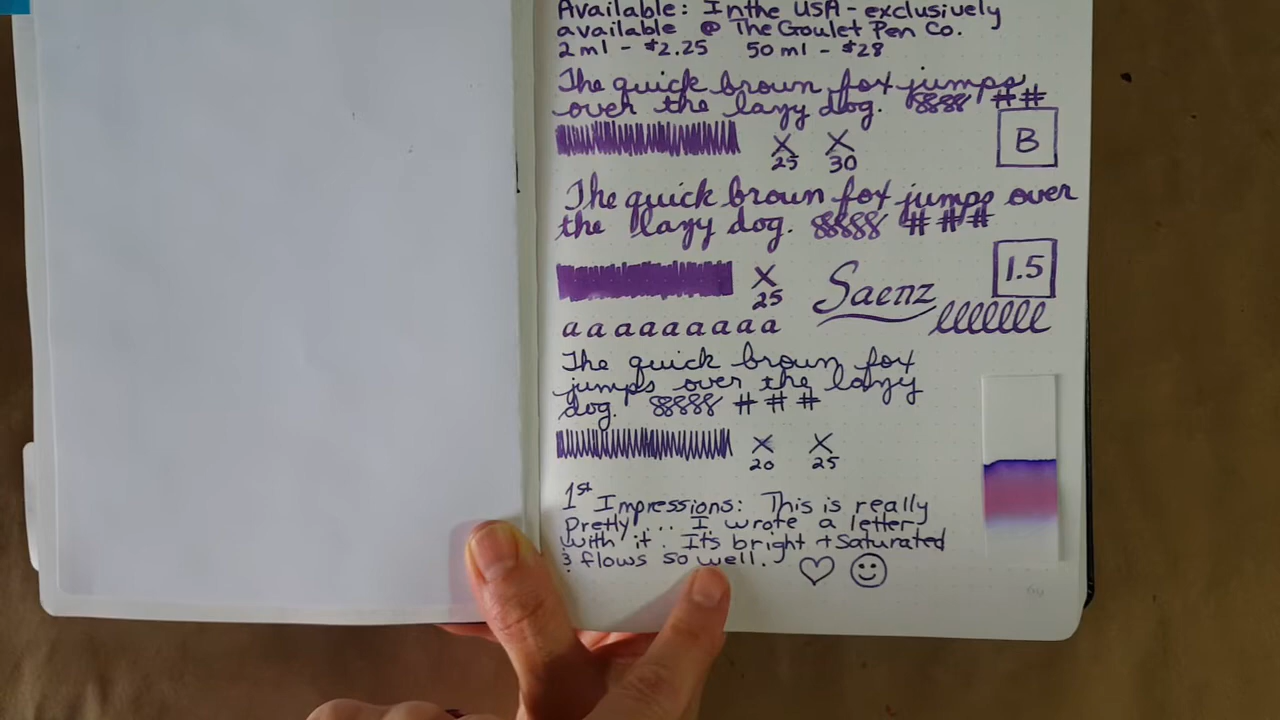 Available: In the USA - exclusively
available @ The Goulet Pen Co.
2 ml - $2.25 50 ml - $28
The quick brown fox jumps
over the lazy dog. 8888 ##
X 25 X 30
B
The quick brown fox jumps over
the lazy dog. 88888 ###
X 25
Saenz
1.5
lllllll
a a a a a a a a a
The quick brown fox
jumps over the lazy
dog. 88888 # # #
X 20 X 25
1st Impressions: This is really
Pretty... I wrote a letter
with it. It's bright + Saturated
& flows so well. ♡ ☺